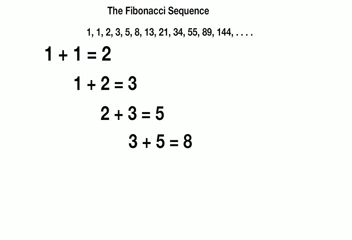 The Fibonacci Sequence
1, 1, 2, 3, 5, 8, 13, 21, 34, 55, 89, 144, . . . .
1 + 1 = 2
1 + 2 = 3
2 + 3 = 5
3 + 5 = 8